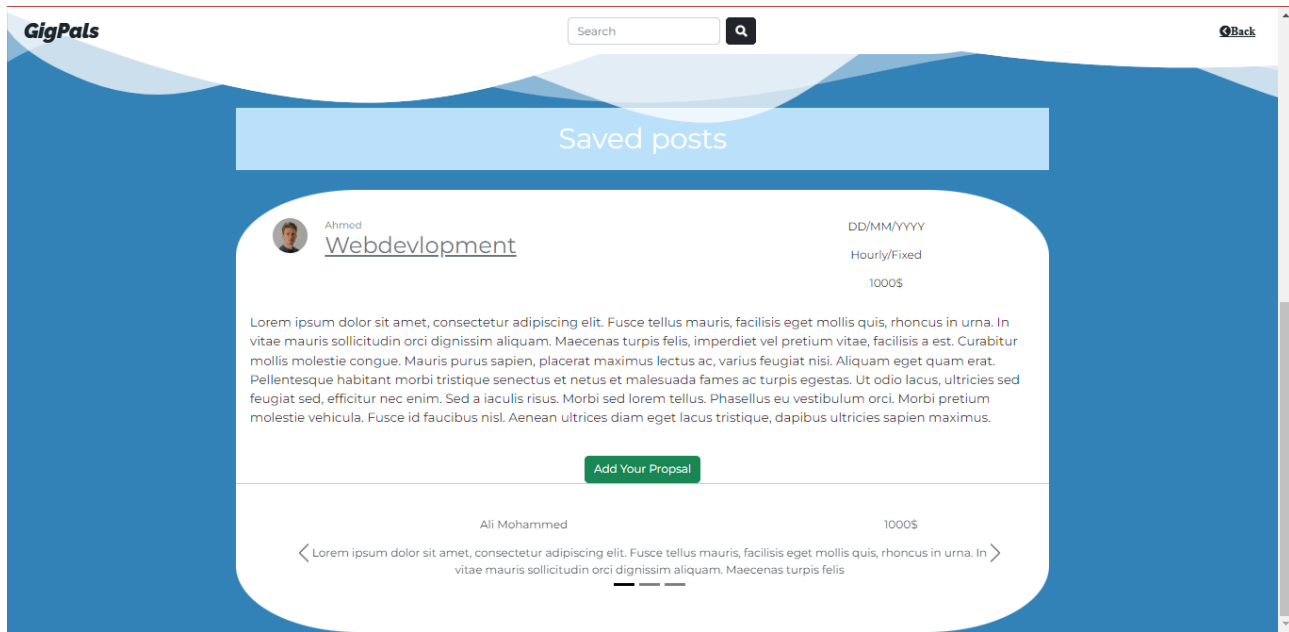 GigPals
Search
Back
Saved posts
Ahmed
Webdevlopment
DD/MM/YYYY
Hourly/Fixed
1000$
Lorem ipsum dolor sit amet, consectetur adipiscing elit. Fusce tellus mauris, facilisis eget mollis quis, rhoncus in urna. In
vitae mauris sollicitudin orci dignissim aliquam. Maecenas turpis felis, imperdiet vel pretium vitae, facilisis a est. Curabitur
mollis molestie congue. Mauris purus sapien, placerat maximus lectus ac, varius feugiat nisi. Aliquam eget quam erat.
Pellentesque habitant morbi tristique senectus et netus et malesuada fames ac turpis egestas. Ut odio lacus, ultricies sed
feugiat sed, efficitur nec enim. Sed a iaculis risus. Morbi sed lorem tellus. Phasellus eu vestibulum orci. Morbi pretium
molestie vehicula. Fusce id faucibus nisl. Aenean ultrices diam eget lacus tristique, dapibus ultricies sapien maximus.
Add Your Propsal
Ali Mohammed
1000$
Lorem ipsum dolor sit amet, consectetur adipiscing elit. Fusce tellus mauris, facilisis eget mollis quis, rhoncus in urna. In
vitae mauris sollicitudin orci dignissim aliquam. Maecenas turpis felis